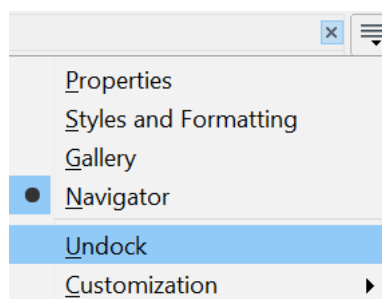 Properties
Styles and Formatting
Gallery
Navigator
Undock
Customization